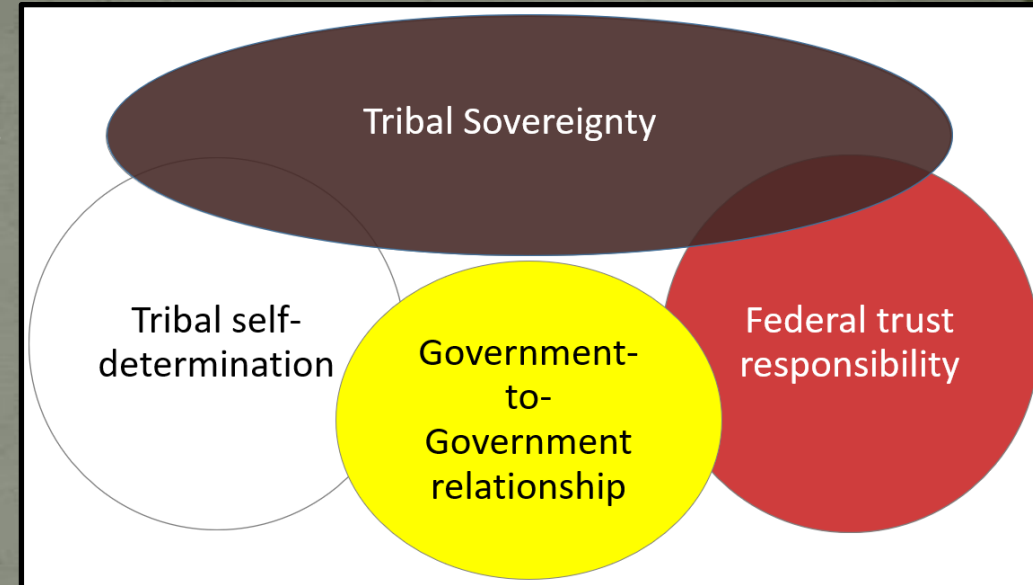 Tribal Sovereignty
Tribal self-
determination
Government-
to-
Government
relationship
Federal trust
responsibility